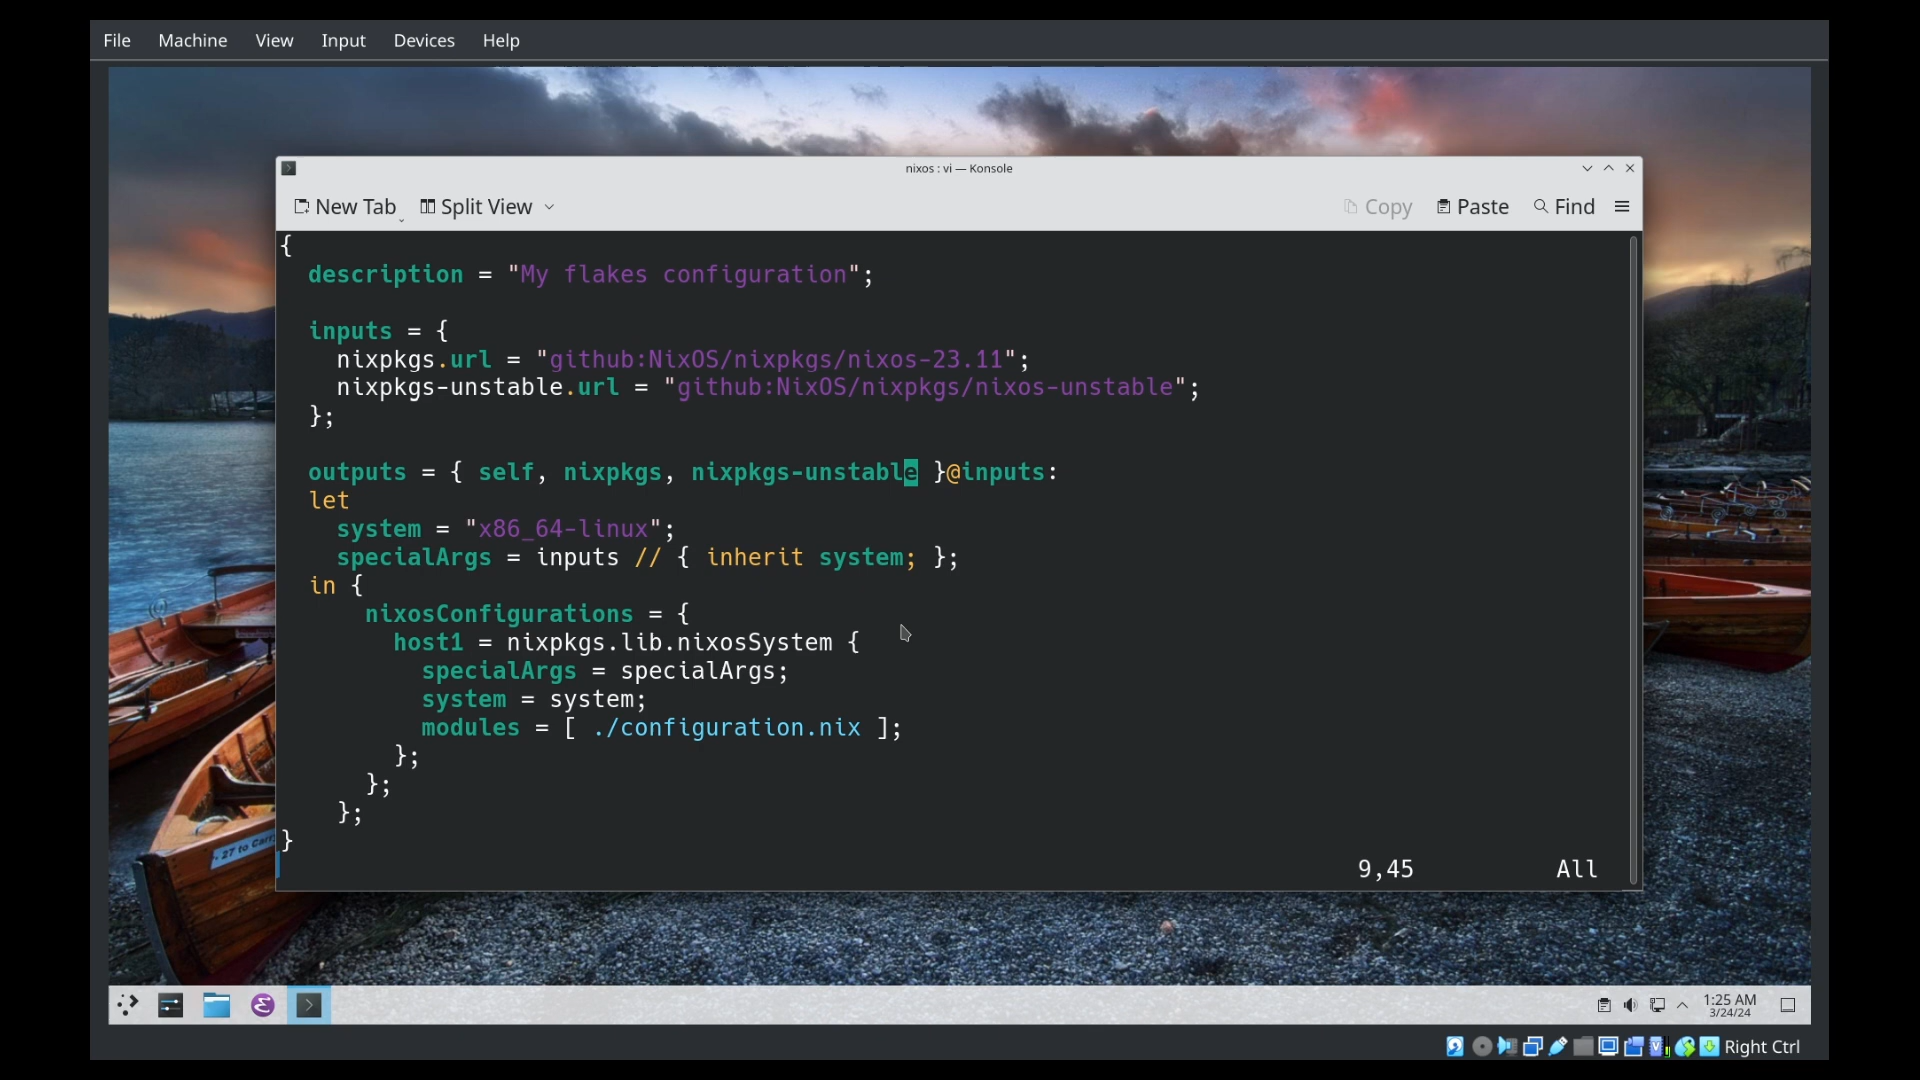 File Machine View Input Devices Help
nixos : vi — Konsole
New Tab Split View Copy Paste Find
{
  description = "My flakes configuration";
  inputs = {
    nixpkgs.url = "github:NixOS/nixpkgs/nixos-23.11";
    nixpkgs-unstable.url = "github:NixOS/nixpkgs/nixos-unstable";
  };
  outputs = { self, nixpkgs, nixpkgs-unstable }@inputs:
  let
    system = "x86_64-linux";
    specialArgs = inputs // { inherit system; };
  in {
      nixosConfigurations = {
        host1 = nixpkgs.lib.nixosSystem {
          specialArgs = specialArgs;
          system = system;
          modules = [ ./configuration.nix ];
        };
      };
    };
}
9,45 All
27 to Carry
1:25 AM
3/24/24
Right Ctrl